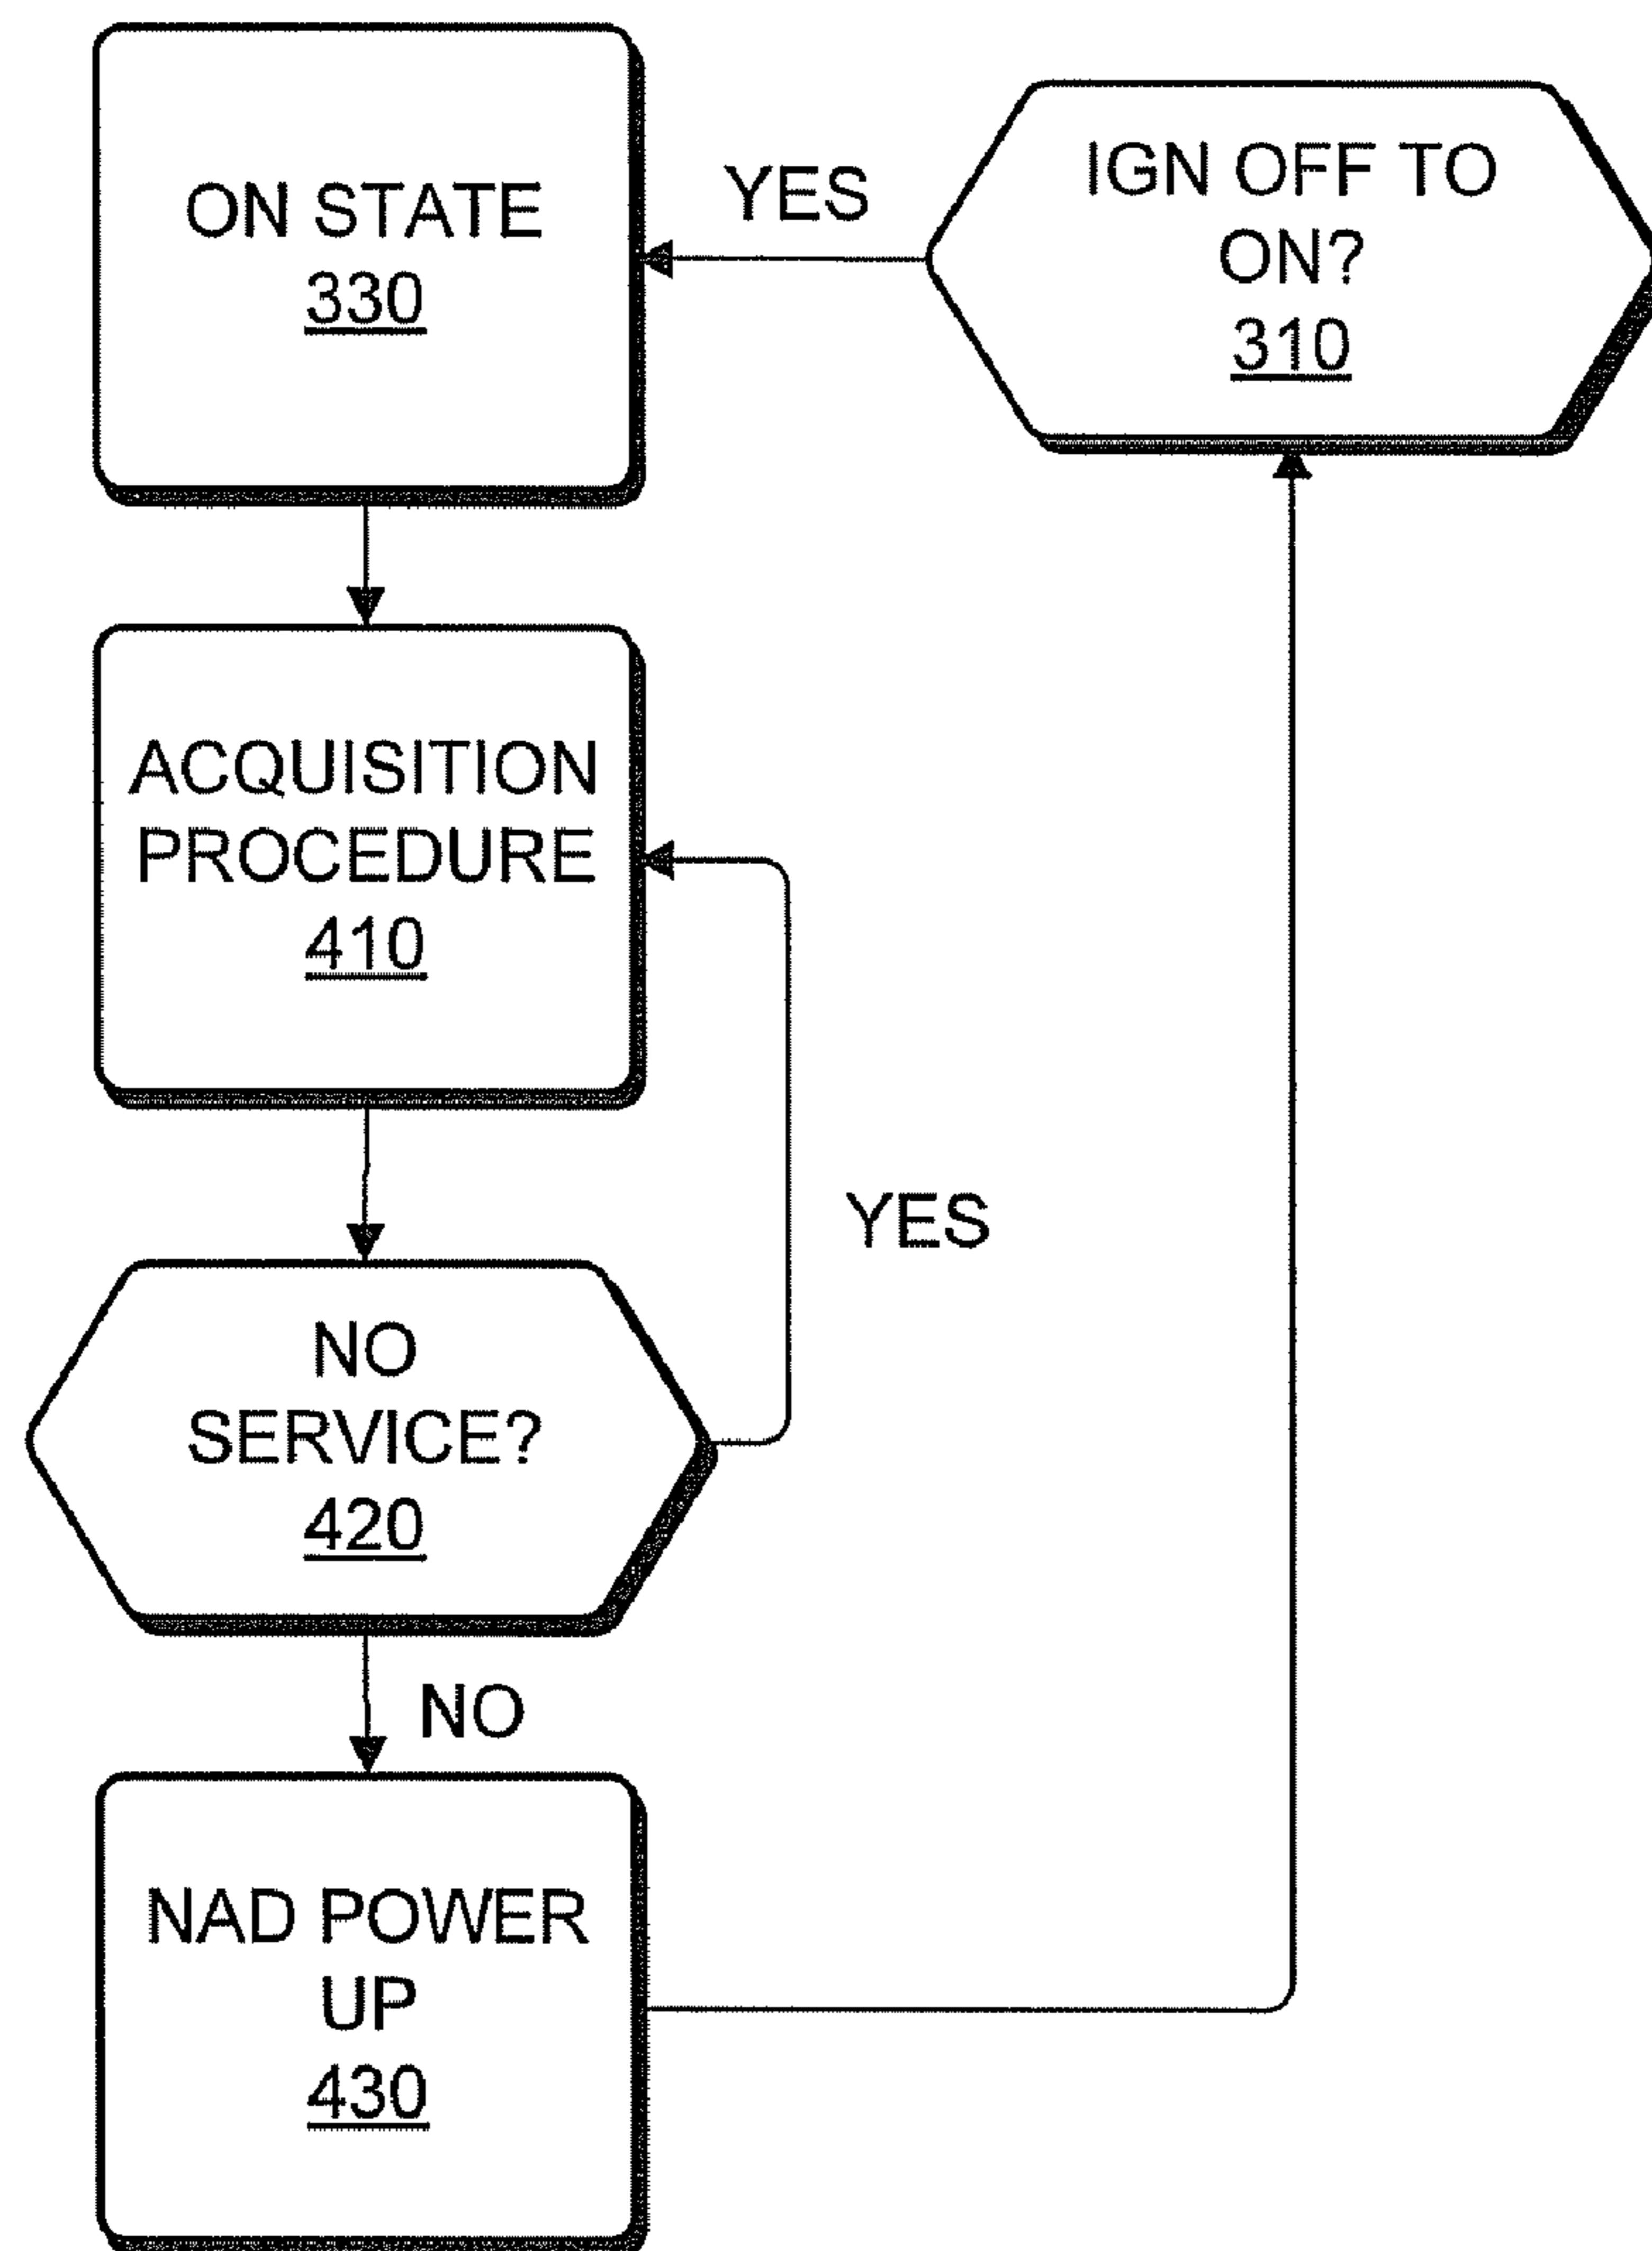 ON STATE
330
YES
IGN OFF TO
ON?
310
ACQUISITION
PROCEDURE
410
YES
NO
SERVICE?
420
NO
NAD POWER
UP
430